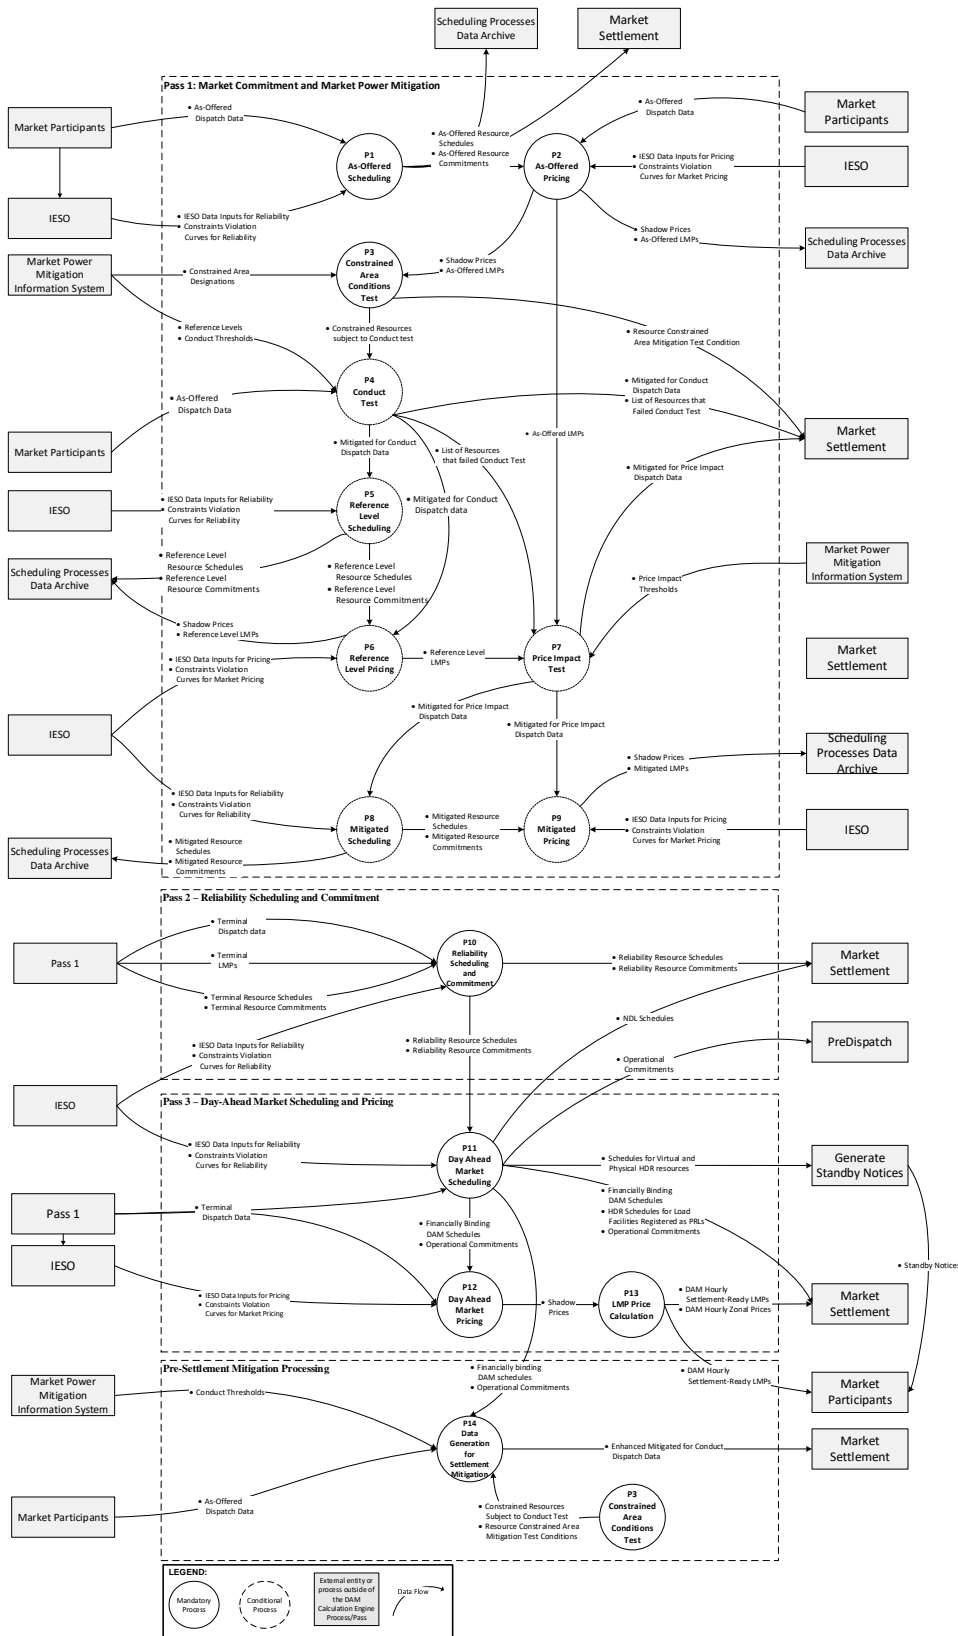 Scheduling Processes
Data Archive
Market
Settlement
Pass 1: Market Commitment and Market Power Mitigation
Market Participants
• As-Offered
Dispatch Data
P1
As-Offered
Scheduling
• As-Offered Resource
Schedules
• As-Offered Resource
Commitments
P2
As-Offered
Pricing
• As-Offered
Dispatch Data
Market
Participants
• IESO Data Inputs for Pricing
• Constraints Violation
Curves for Market Pricing
IESO
IESO
• IESO Data Inputs for Reliability
• Constraints Violation
Curves for Reliability
• Shadow Prices
• As-Offered LMPs
Scheduling Processes
Data Archive
Market Power
Mitigation
Information System
• Constrained Area
Designations
P3
Constrained
Area
Conditions
Test
• Shadow Prices
• As-Offered LMPs
• Reference Levels
• Conduct Thresholds
• Constrained Resources
subject to Conduct test
• Resource Constrained
Area Mitigation Test Condition
P4
Conduct
Test
• As-Offered
Dispatch Data
• Mitigated for Conduct
Dispatch Data
• List of Resources that
Failed Conduct Test
Market Participants
• Mitigated for Conduct
Dispatch Data
• List of Resources
that failed Conduct Test
• As-Offered LMPs
Market
Settlement
• Mitigated for Price Impact
Dispatch Data
IESO
• IESO Data Inputs for Reliability
• Constraints Violation
Curves for Reliability
P5
Reference
Level
Scheduling
• Mitigated for Conduct
Dispatch data
Scheduling Processes
Data Archive
• Reference Level
Resource Schedules
• Reference Level
Resource Commitments
• Reference Level
Resource Schedules
• Reference Level
Resource Commitments
• Price Impact
Thresholds
Market Power
Mitigation
Information System
• Shadow Prices
• Reference Level LMPs
• IESO Data Inputs for Pricing
• Constraints Violation
Curves for Market Pricing
P6
Reference
Level Pricing
• Reference Level
LMPs
P7
Price Impact
Test
Market
Settlement
IESO
• Mitigated for Price Impact
Dispatch Data
• Mitigated for Price Impact
Dispatch Data
• Shadow Prices
• Mitigated LMPs
Scheduling
Processes Data
Archive
• IESO Data Inputs for Reliability
• Constraints Violation
Curves for Reliability
P8
Mitigated
Scheduling
• Mitigated Resource
Schedules
• Mitigated Resource
Commitments
P9
Mitigated
Pricing
• IESO Data Inputs for Pricing
• Constraints Violation
Curves for Market Pricing
IESO
Scheduling Processes
Data Archive
• Mitigated Resource
Schedules
• Mitigated Resource
Commitments
Pass 2 – Reliability Scheduling and Commitment
Pass 1
• Terminal
Dispatch data
• Terminal
LMPs
• Terminal Resource Schedules
• Terminal Resource Commitments
P10
Reliability
Scheduling
and
Commitment
• Reliability Resource Schedules
• Reliability Resource Commitments
Market
Settlement
• NDL Schedules
• IESO Data Inputs for Reliability
• Constraints Violation
Curves for Reliability
• Reliability Resource Schedules
• Reliability Resource Commitments
• Operational
Commitments
PreDispatch
IESO
Pass 3 – Day-Ahead Market Scheduling and Pricing
• IESO Data Inputs for Reliability
• Constraints Violation
Curves for Reliability
P11
Day Ahead
Market
Scheduling
• Schedules for Virtual and
Physical HDR resources
Generate
Standby Notices
Pass 1
• Terminal
Dispatch Data
• Financially Binding
DAM Schedules
• Operational Commitments
• Financially Binding
DAM Schedules
• HDR Schedules for Load
Facilities Registered as PRLs
• Operational Commitments
• Standby Notices
IESO
• IESO Data Inputs for Pricing
• Constraints Violation
Curves for Market Pricing
P12
Day Ahead
Market
Pricing
• Shadow
Prices
P13
LMP Price
Calculation
• DAM Hourly
Settlement-Ready LMPs
• DAM Hourly Zonal Prices
Market
Settlement
Pre-Settlement Mitigation Processing
• Financially binding
DAM schedules
• Operational Commitments
• DAM Hourly
Settlement-Ready LMPs
Market
Participants
Market Power
Mitigation
Information System
• Conduct Thresholds
P14
Data
Generation
for
Settlement
Mitigation
• Enhanced Mitigated for Conduct
Dispatch Data
Market
Settlement
Market Participants
• As-Offered
Dispatch Data
• Constrained Resources
Subject to Conduct Test
• Resource Constrained Area
Mitigation Test Conditions
P3
Constrained
Area
Conditions
Test
LEGEND:
Mandatory
Process
Conditional
Process
External entity or
process outside of
the DAM
Calculation Engine
Process/Pass
Data Flow